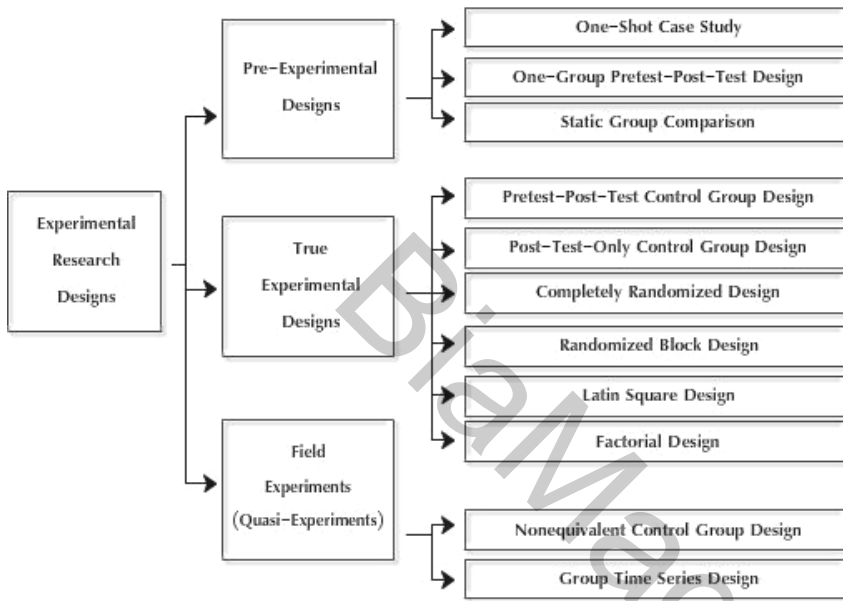 Experimental
Research
Designs
Pre-Experimental
Designs
One-Shot Case Study
One-Group Pretest-Post-Test Design
Static Group Comparison
True
Experimental
Designs
Pretest-Post-Test Control Group Design
Post-Test-Only Control Group Design
Completely Randomized Design
Randomized Block Design
Latin Square Design
Factorial Design
Field
Experiments
(Quasi-Experiments)
Nonequivalent Control Group Design
Group Time Series Design